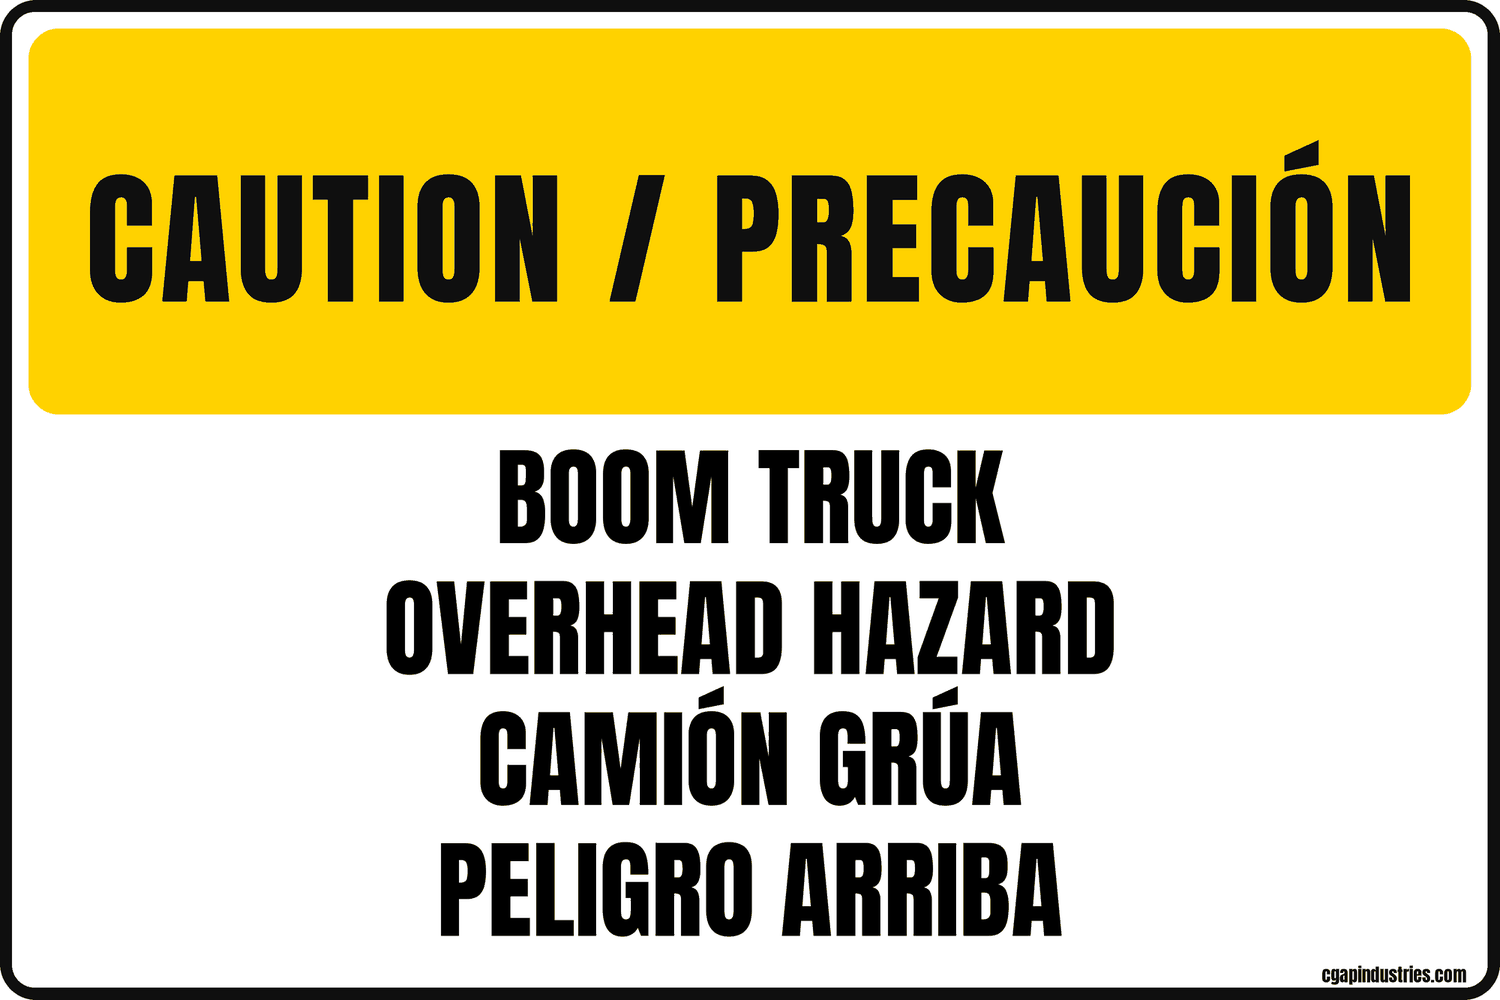 CAUTION / PRECAUCIÓN
BOOM TRUCK
OVERHEAD HAZARD
CAMIÓN GRÚA
PELIGRO ARRIBA
cgapindustries.com